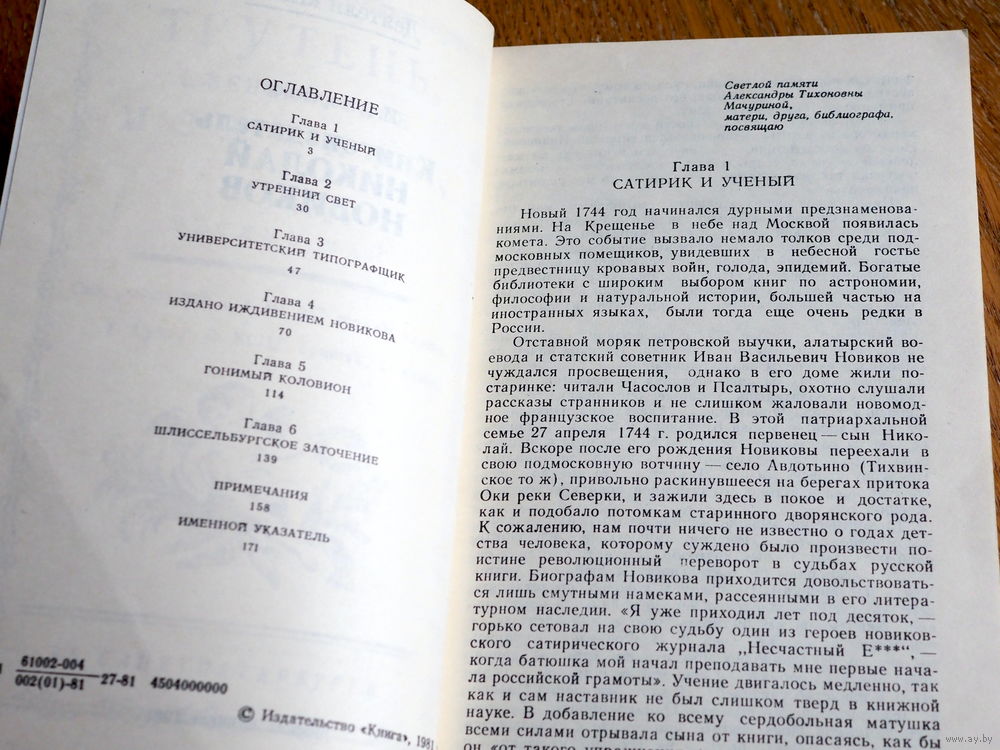 ОГЛАВЛЕНИЕ
Глава 1
САТИРИК И УЧЕНЫЙ
3
Глава 2
УТРЕННИЙ СВЕТ
30
Глава 3
УНИВЕРСИТЕТСКИЙ ТИПОГРАФЩИК
47
Глава 4
ИЗДАНО ИЖДИВЕНИЕМ НОВИКОВА
70
Глава 5
ГОНИМЫЙ КОЛОВИОН
114
Глава 6
ШЛИССЕЛЬБУРГСКОЕ ЗАТОЧЕНИЕ
139
ПРИМЕЧАНИЯ
158
ИМЕННОЙ УКАЗАТЕЛЬ
171
61002-004
002(01)-81
27-81 4504000000
© Издательство «Книга», 1981
Светлой памяти
Александры Тихоновны
Мачуриной,
матери, друга, библиографа,
посвящаю
Глава 1
САТИРИК И УЧЕНЫЙ
Новый 1744 год начинался дурными предзнаменова-
ниями. На Крещенье в небе над Москвой появилась
комета. Это событие вызвало немало толков среди под-
московных помещиков, увидевших в небесной гостье
предвестницу кровавых войн, голода, эпидемий. Богатые
библиотеки с широким выбором книг по астрономии,
философии и натуральной истории, большей частью на
иностранных языках, были тогда еще очень редки в
России.
Отставной моряк петровской выучки, алатырский во-
евода и статский советник Иван Васильевич Новиков не
чуждался просвещения, однако в его доме жили по-
старинке: читали Часослов и Псалтырь, охотно слушали
рассказы странников и не слишком жаловали новомод-
ное французское воспитание. В этой патриархальной
семье 27 апреля 1744 г. родился первенец — сын Нико-
лай. Вскоре после его рождения Новиковы переехали в
свою подмосковную вотчину — село Авдотьино (Тихвин-
ское то ж), привольно раскинувшееся на берегах притока
Оки реки Северки, и зажили здесь в покое и достатке,
как и подобало потомкам старинного дворянского рода.
К сожалению, нам почти ничего не известно о годах дет-
ства человека, которому суждено было произвести по-
истине революционный переворот в судьбах русской
книги. Биографам Новикова приходится довольствовать-
ся лишь смутными намеками, рассеянными в его литера-
турном наследии. «Я уже приходил лет под десяток, —
горько сетовал на свою судьбу один из героев новиков-
ского сатирического журнала „Несчастный Е***“, —
когда батюшка мой начал преподавать мне первые нача-
ла российской грамоты». Учение двигалось медленно, так
как и сам наставник не был слишком тверд в книжной
науке. В добавление ко всему сердобольная матушка
всеми силами отрывала сына от книги, опасаясь, как бы
он «от такого
www.ay.by